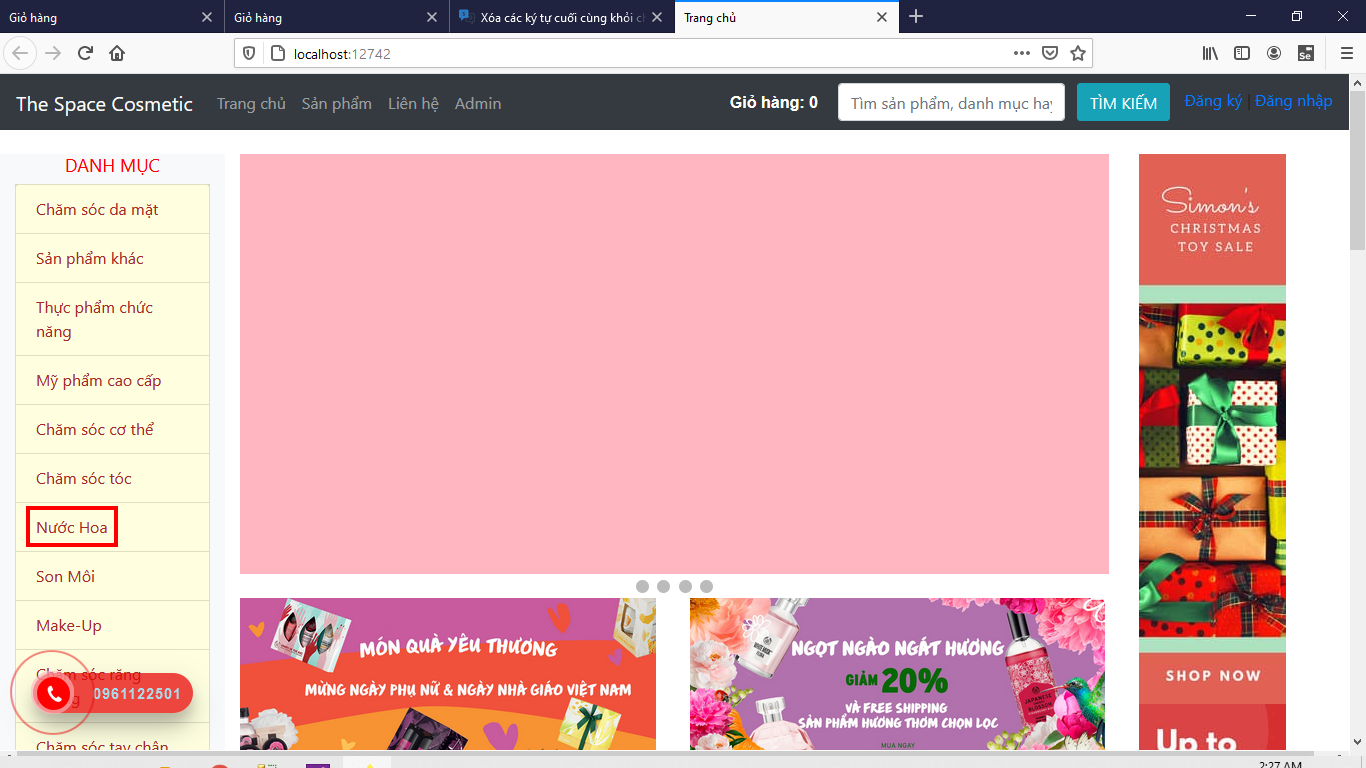 Giỏ hàng
Giỏ hàng
Xóa các ký tự cuối cùng khỏi ch
Trang chủ
localhost:12742
The Space Cosmetic
Trang chủ
Sản phẩm
Liên hệ
Admin
Giỏ hàng: 0
Tìm sản phẩm, danh mục hay
TÌM KIẾM
Đăng ký | Đăng nhập
DANH MỤC
Chăm sóc da mặt
Sản phẩm khác
Thực phẩm chức
năng
Mỹ phẩm cao cấp
Chăm sóc cơ thể
Chăm sóc tóc
Nước Hoa
Son Môi
Make-Up
Chăm sóc răng
0961122501
Chăm sóc tay chân
MÓN QUÀ YÊU THƯƠNG
MỪNG NGÀY PHỤ NỮ & NGÀY NHÀ GIÁO VIỆT NAM
NGỌT NGÀO NGÁT HƯƠNG
GIẢM 20%
VÀ FREE SHIPPING
SẢN PHẨM HƯƠNG THƠM CHỌN LỌC
MUA NGAY
JAPANESE
BLOSSOM
Simon's
CHRISTMAS
TOY SALE
SHOP NOW
Up to
2:27 AM